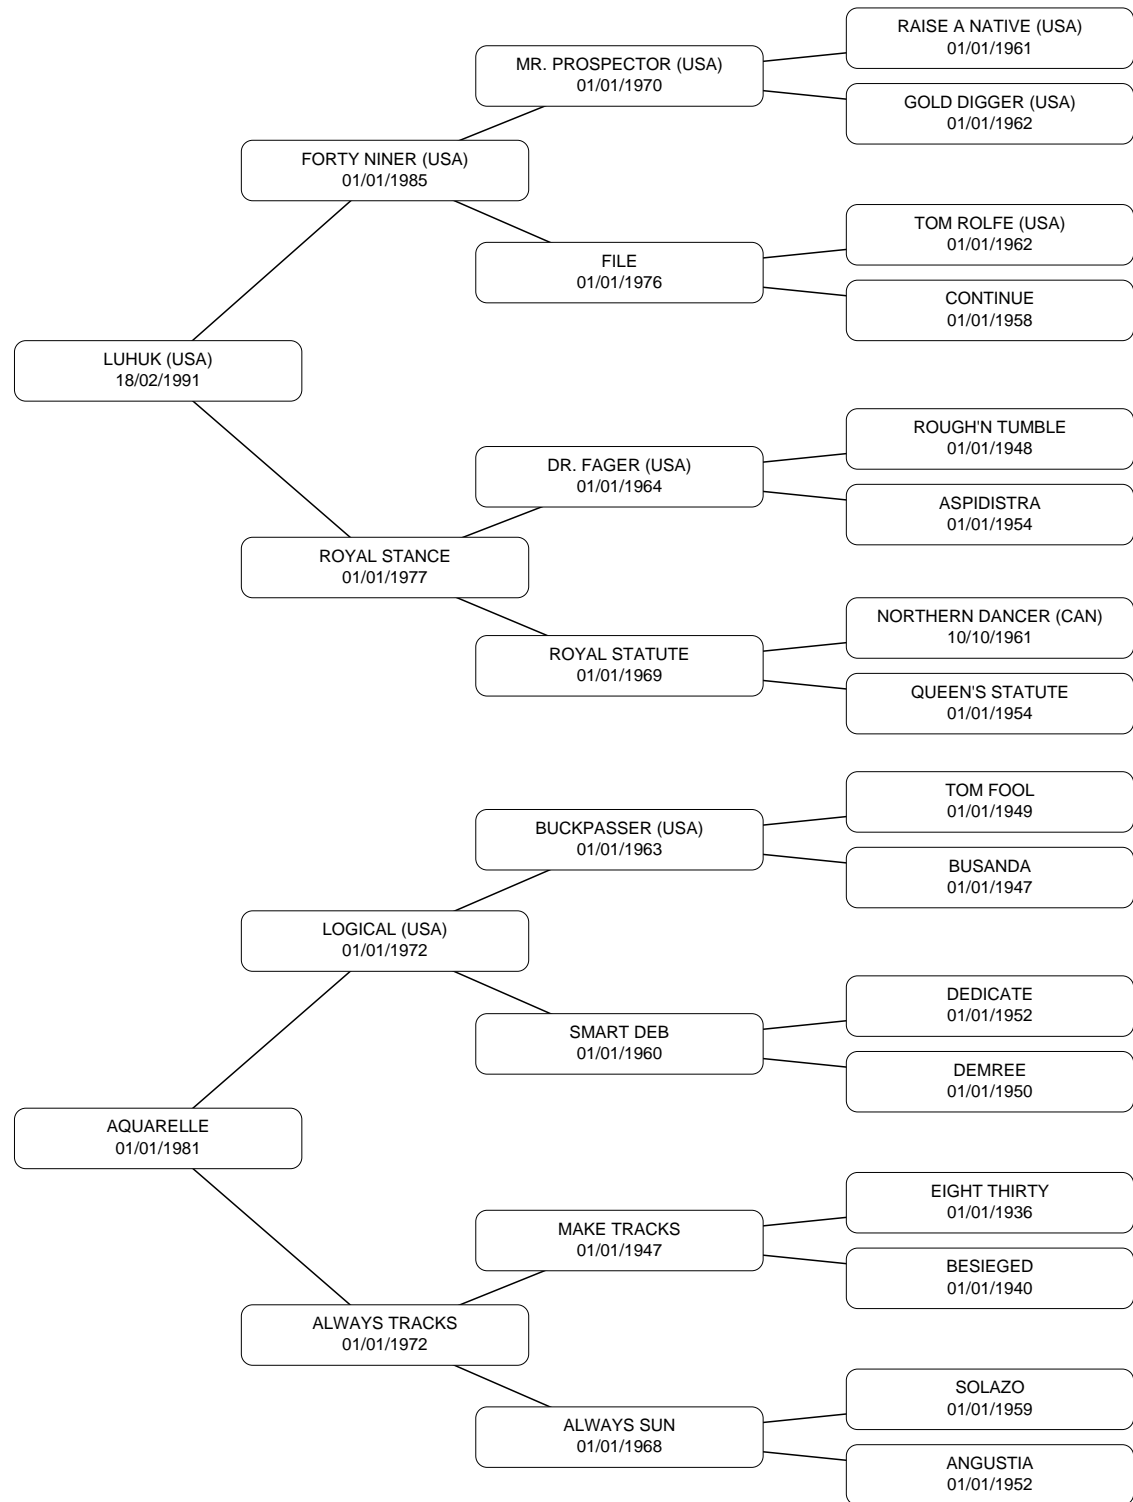 RAISE A NATIVE (USA)
01/01/1961
MR. PROSPECTOR (USA)
01/01/1970
GOLD DIGGER (USA)
01/01/1962
FORTY NINER (USA)
01/01/1985
TOM ROLFE (USA)
01/01/1962
FILE
01/01/1976
CONTINUE
01/01/1958
LUHUK (USA)
18/02/1991
ROUGH'N TUMBLE
01/01/1948
DR. FAGER (USA)
01/01/1964
ASPIDISTRA
01/01/1954
ROYAL STANCE
01/01/1977
NORTHERN DANCER (CAN)
10/10/1961
ROYAL STATUTE
01/01/1969
QUEEN'S STATUTE
01/01/1954
TOM FOOL
01/01/1949
BUCKPASSER (USA)
01/01/1963
BUSANDA
01/01/1947
LOGICAL (USA)
01/01/1972
DEDICATE
01/01/1952
SMART DEB
01/01/1960
DEMREE
01/01/1950
AQUARELLE
01/01/1981
EIGHT THIRTY
01/01/1936
MAKE TRACKS
01/01/1947
BESIEGED
01/01/1940
ALWAYS TRACKS
01/01/1972
SOLAZO
01/01/1959
ALWAYS SUN
01/01/1968
ANGUSTIA
01/01/1952